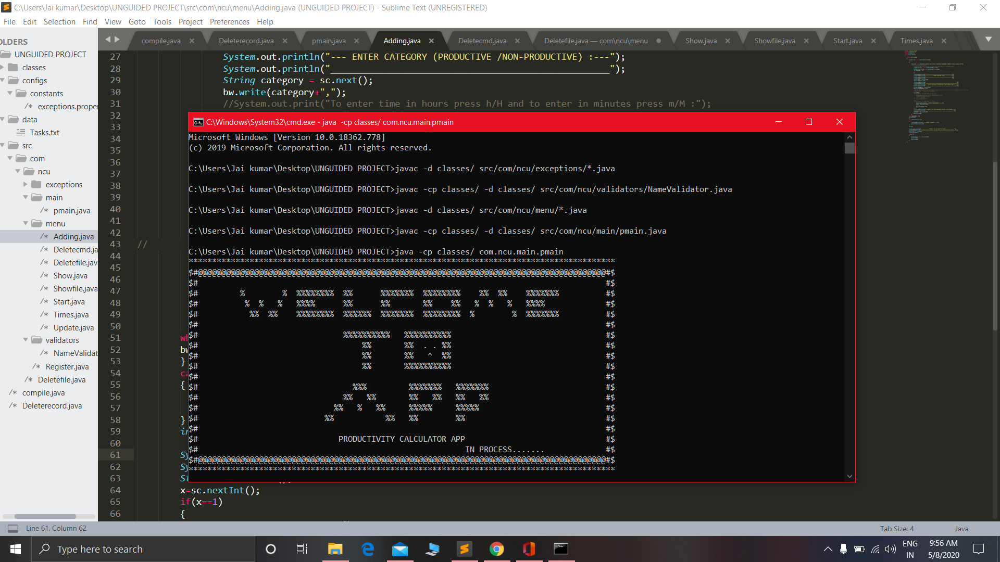 C:\Users\Jai kumar\Desktop\UNGUIDED PROJECT\src\com\ncu\menu\Adding.java (UNGUIDED PROJECT) - Sublime Text (UNREGISTERED)
File Edit Selection Find View Goto Tools Project Preferences Help
OLDERS
UNGUIDED PROJECT
classes
configs
constants
/* exceptions.proper
data
Tasks.txt
src
com
ncu
exceptions
main
/* pmain.java
menu
/* Adding.java
/* Deletecmd.ja
/* Deletefile.jav
/* Show.java
/* Showfile.java
/* Start.java
/* Times.java
/* Update.java
validators
/* NameValidat
/* Register.java
/* Deletefile.java
/* compile.java
/* Deleterecord.java
compile.java Deleterecord.java pmain.java Adding.java Deletecmd.java Deletefile.java — com\ncu\menu Show.java Showfile.java Start.java Times.java
27 System.out.println("--- ENTER CATEGORY (PRODUCTIVE /NON-PRODUCTIVE) :---");
28 System.out.println("___________________________________________________");
29 String category = sc.next();
30 bw.write(category+",");
31 //System.out.print("To enter time in hours press h/H and to enter in minutes press m/M :");
32
33
34
35
36
37
38
39
40
41
42
43 //
44
45
46
47
48
49
50
51 wh
52 bw
53 }
54 ca
55 {
56
57
58 }
59 in
60
61 Sy
62 Sy
63 St
64 x=sc.nextInt();
65 if(x==1)
66 {
C:\Windows\System32\cmd.exe - java -cp classes/ com.ncu.main.pmain
Microsoft Windows [Version 10.0.18362.778]
(c) 2019 Microsoft Corporation. All rights reserved.
C:\Users\Jai kumar\Desktop\UNGUIDED PROJECT>javac -d classes/ src/com/ncu/exceptions/*.java
C:\Users\Jai kumar\Desktop\UNGUIDED PROJECT>javac -cp classes/ -d classes/ src/com/ncu/validators/NameValidator.java
C:\Users\Jai kumar\Desktop\UNGUIDED PROJECT>javac -d classes/ src/com/ncu/menu/*.java
C:\Users\Jai kumar\Desktop\UNGUIDED PROJECT>javac -cp classes/ -d classes/ src/com/ncu/main/pmain.java
C:\Users\Jai kumar\Desktop\UNGUIDED PROJECT>java -cp classes/ com.ncu.main.pmain
WELCOME
TO
APP
PRODUCTIVITY CALCULATOR APP
IN PROCESS.......
Line 61, Column 62
Tab Size: 4 Java
Type here to search
ENG
IN
9:56 AM
5/8/2020